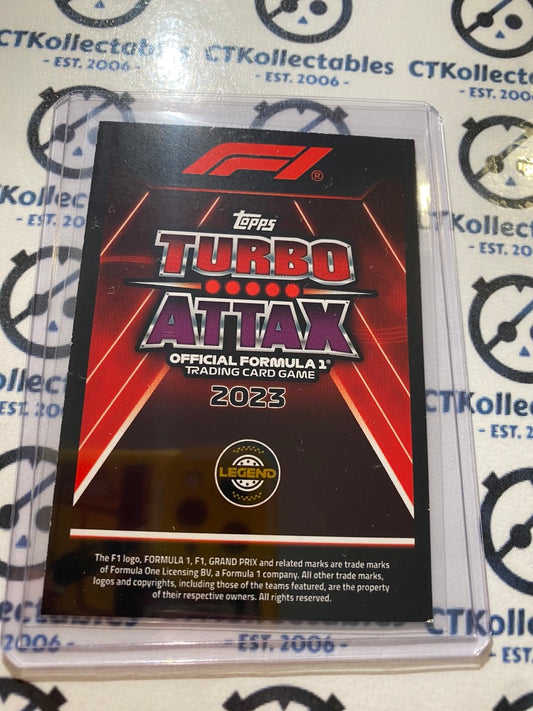 CTKollectables
- EST. 2006 -
CTKollectables
- EST. 2006
F1®
topps
TURBO
ATTAX
OFFICIAL FORMULA 1®
TRADING CARD GAME
2023
LEGEND
The F1 logo, FORMULA 1, F1, GRAND PRIX and related marks are trade marks
of Formula One Licensing BV, a Formula 1 company. All other trade marks,
logos and copyrights, including those of the teams featured, are the property
of their respective owners. All rights reserved.
EST. 2006 -